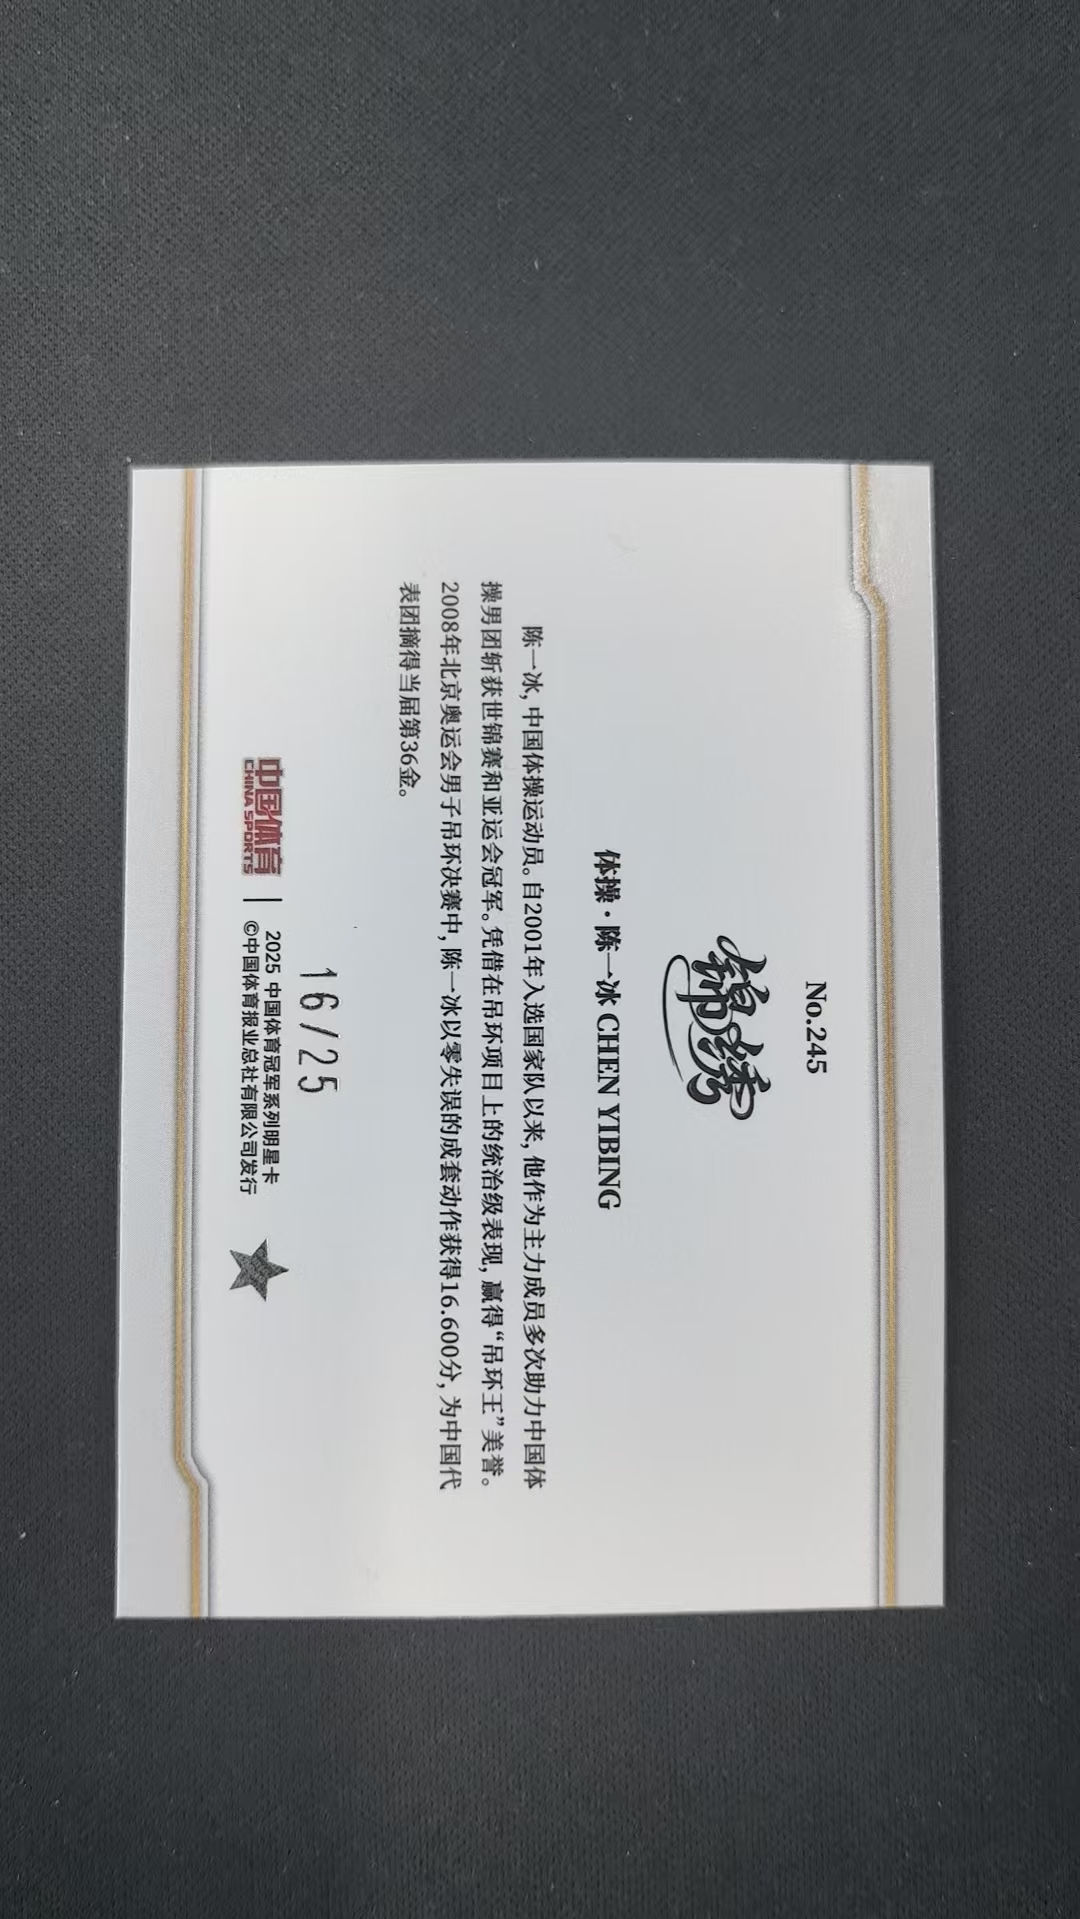 No.245
锦绣
体操·陈一冰 CHEN YIBING
陈一冰，中国体操运动员。自2001年入选国家队以来，他作为主力成员多次助力中国体
操男团斩获世锦赛和亚运会冠军。凭借在吊环项目上的统治级表现，赢得“吊环王”美誉。
2008年北京奥运会男子吊环决赛中，陈一冰以零失误的成套动作获得16.600分，为中国代
表团摘得当届第36金。
16/25
中国体育
CHINA SPORTS
2025 中国体育冠军系列明星卡
©中国体育报业总社有限公司发行